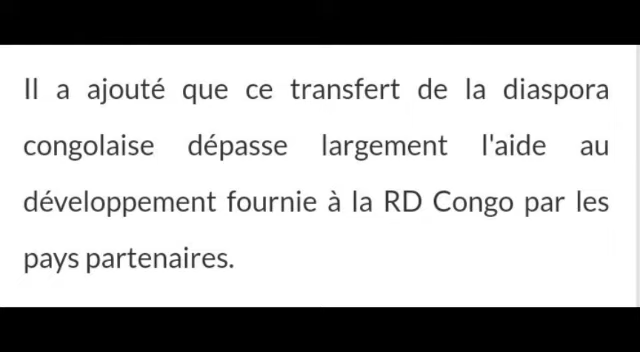 Il a ajouté que ce transfert de la diaspora
congolaise dépasse largement l'aide au
développement fournie à la RD Congo par les
pays partenaires.